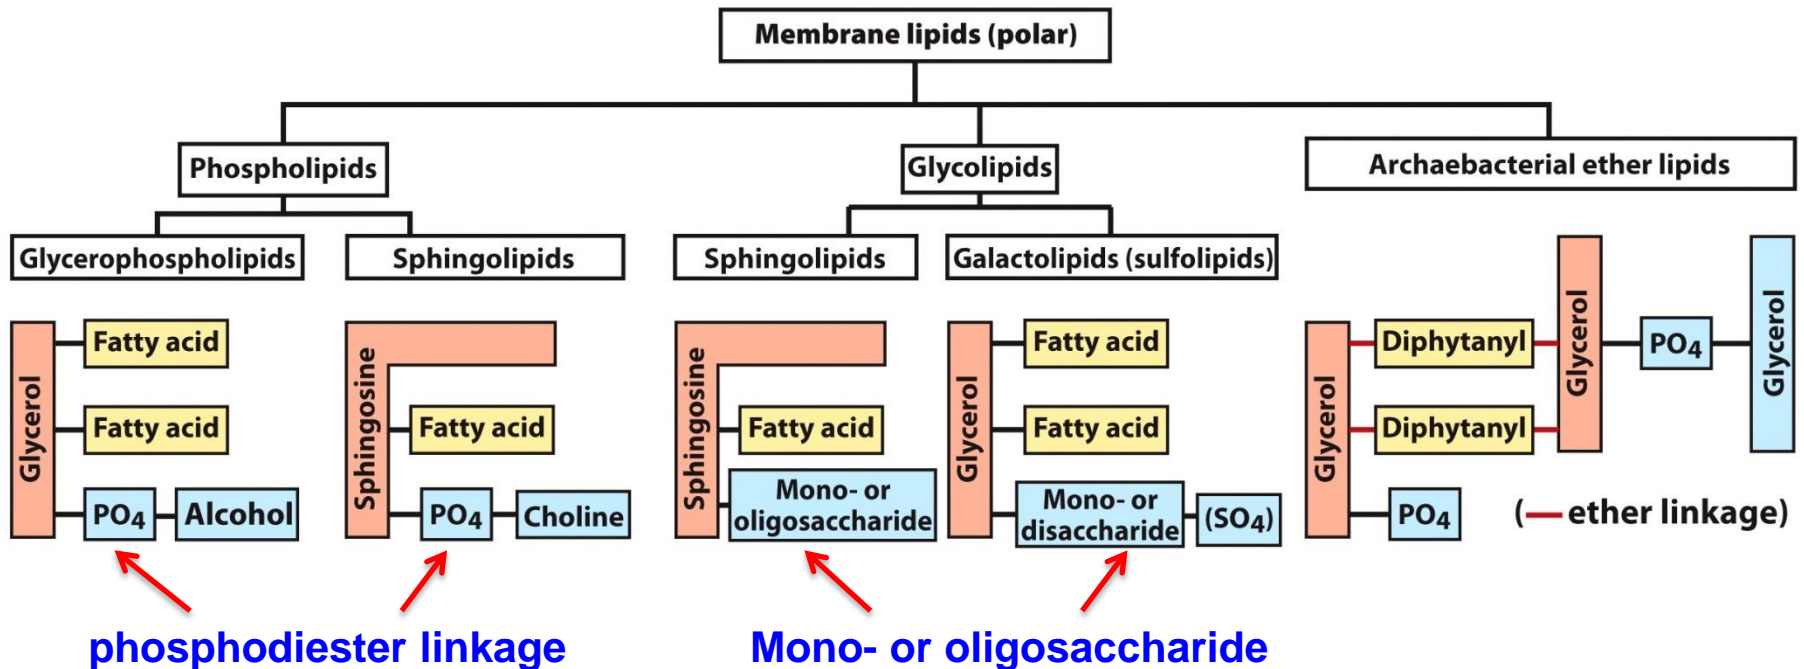 Membrane lipids (polar)
Phospholipids
Glycolipids
Archaebacterial ether lipids
Glycerophospholipids
Sphingolipids
Sphingolipids
Galactolipids (sulfolipids)
Glycerol
Fatty acid
Fatty acid
PO4
Alcohol
Sphingosine
Fatty acid
PO4
Choline
Sphingosine
Fatty acid
Mono- or
oligosaccharide
Glycerol
Fatty acid
Fatty acid
Mono- or
disaccharide
(SO4)
Glycerol
Diphytanyl
Diphytanyl
PO4
Glycerol
PO4
Glycerol
(— ether linkage)
phosphodiester linkage
Mono- or oligosaccharide